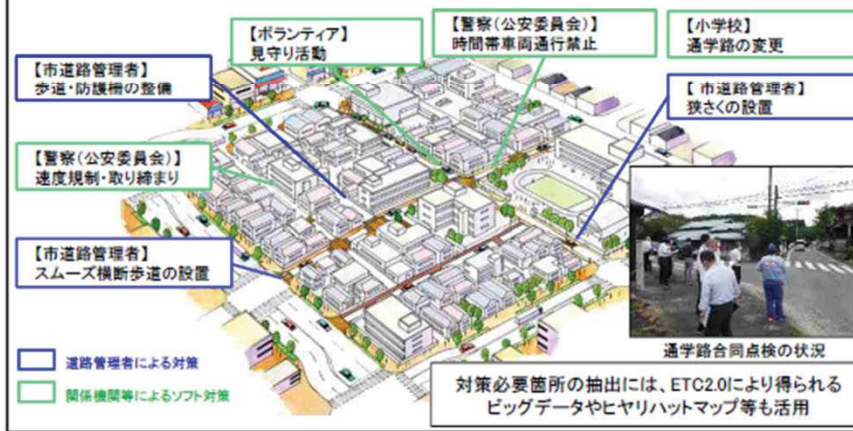 【ボランティア】
見守り活動
【警察(公安委員会)】
時間帯車両通行禁止
【小学校】
通学路の変更
【市道路管理者】
歩道・防護柵の整備
【 市道路管理者】
狭さくの設置
【警察(公安委員会)】
速度規制・取り締まり
【市道路管理者】
スムーズ横断歩道の設置
通学路合同点検の状況
道路管理者による対策
関係機関等によるソフト対策
対策必要箇所の抽出には、ETC2.0により得られる
ビッグデータやヒヤリハットマップ等も活用